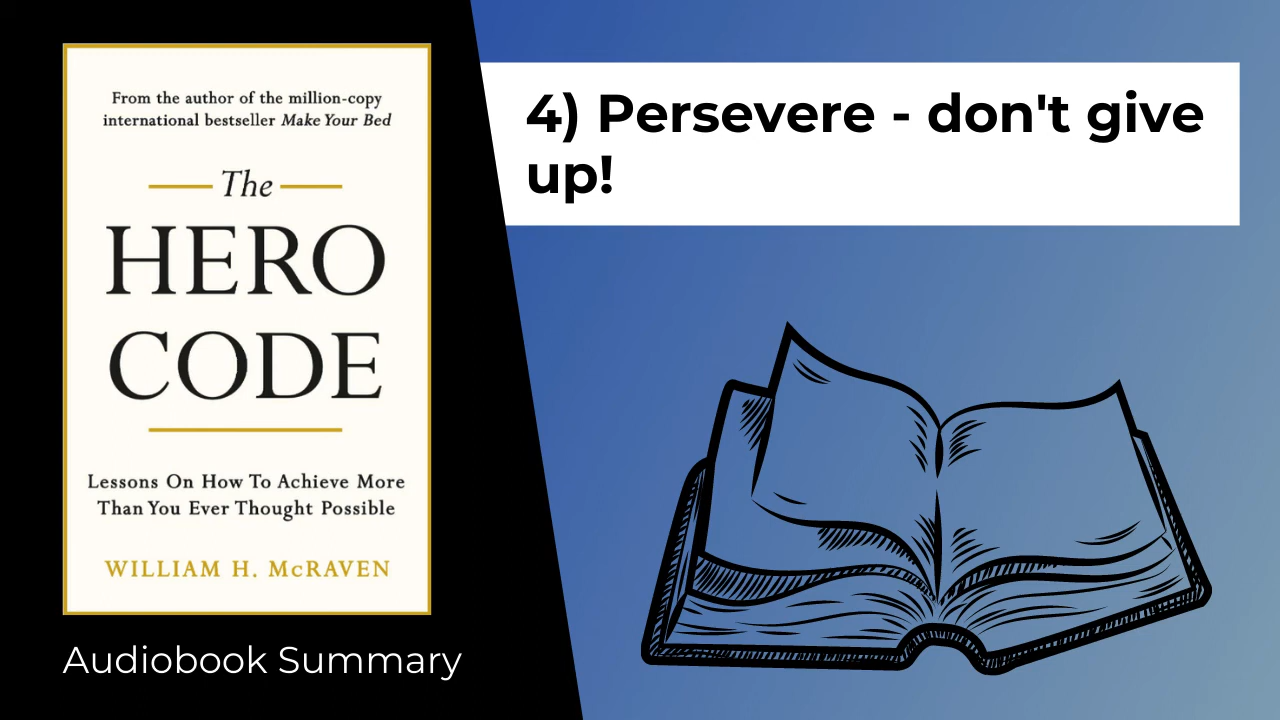 From the author of the million-copy
international bestseller Make Your Bed
The
HERO
CODE
Lessons On How To Achieve More
Than You Ever Thought Possible
WILLIAM H. McRAVEN
Audiobook Summary
4) Persevere - don't give
up!